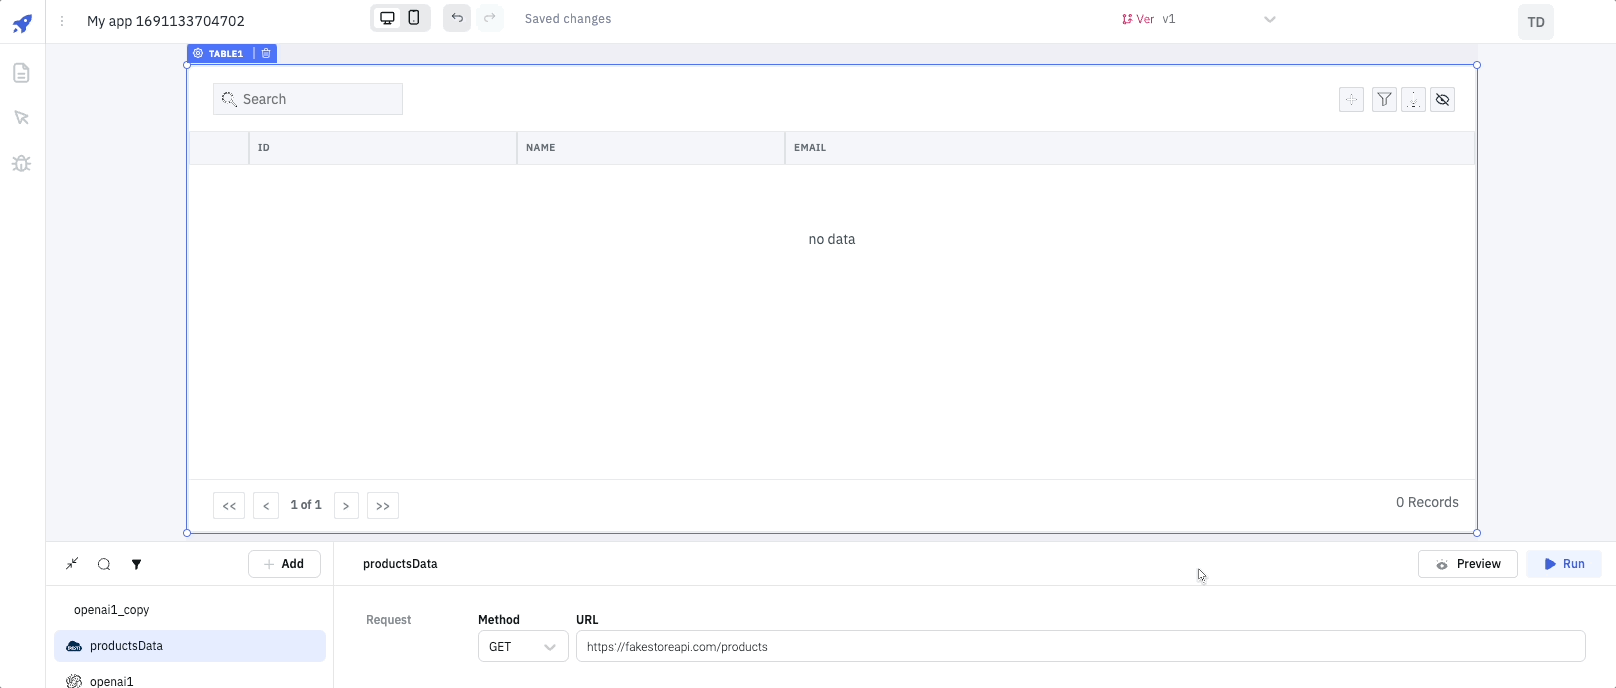 My app 1691133704702
Saved changes
Ver v1
TD
TABLE1
Search
ID NAME EMAIL
no data
<< < 1 of 1 > >>
0 Records
Add
productsData
Preview
Run
openai1_copy
productsData
openai1
Request
Method
GET
URL
https://fakestoreapi.com/products